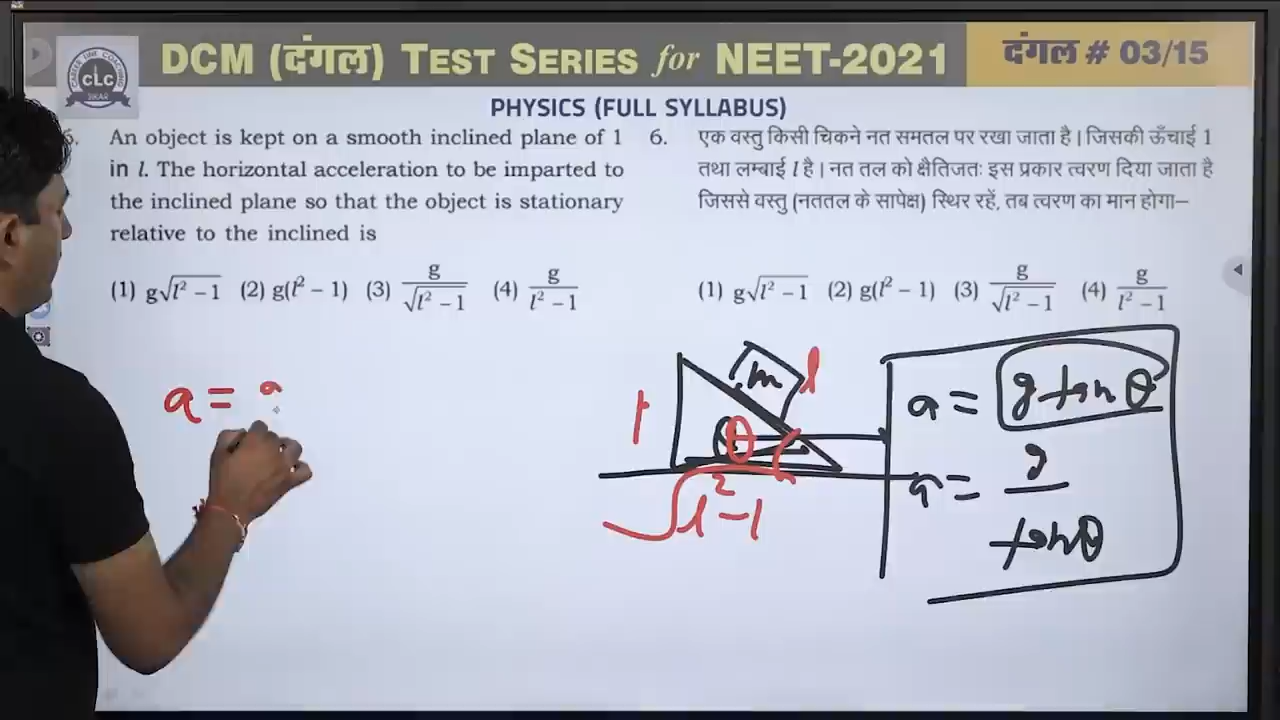 DCM (दंगल) TEST SERIES for NEET-2021
दंगल # 03/15
CLC
SIKAR
PHYSICS (FULL SYLLABUS)
An object is kept on a smooth inclined plane of 1
in l. The horizontal acceleration to be imparted to
the inclined plane so that the object is stationary
relative to the inclined is
(1) g√(l² – 1) (2) g(l² – 1) (3) g/√(l² – 1) (4) g/(l² – 1)
6. एक वस्तु किसी चिकने नत समतल पर रखा जाता है। जिसकी ऊँचाई 1
तथा लम्बाई l है। नत तल को क्षैतिजतः इस प्रकार त्वरण दिया जाता है
जिससे वस्तु (नततल के सापेक्ष) स्थिर रहें, तब त्वरण का मान होगा–
(1) g√(l² – 1) (2) g(l² – 1) (3) g/√(l² – 1) (4) g/(l² – 1)
a =
m
l
1
θ
√(l² – 1)
a = g tan θ
a = g/tan θ